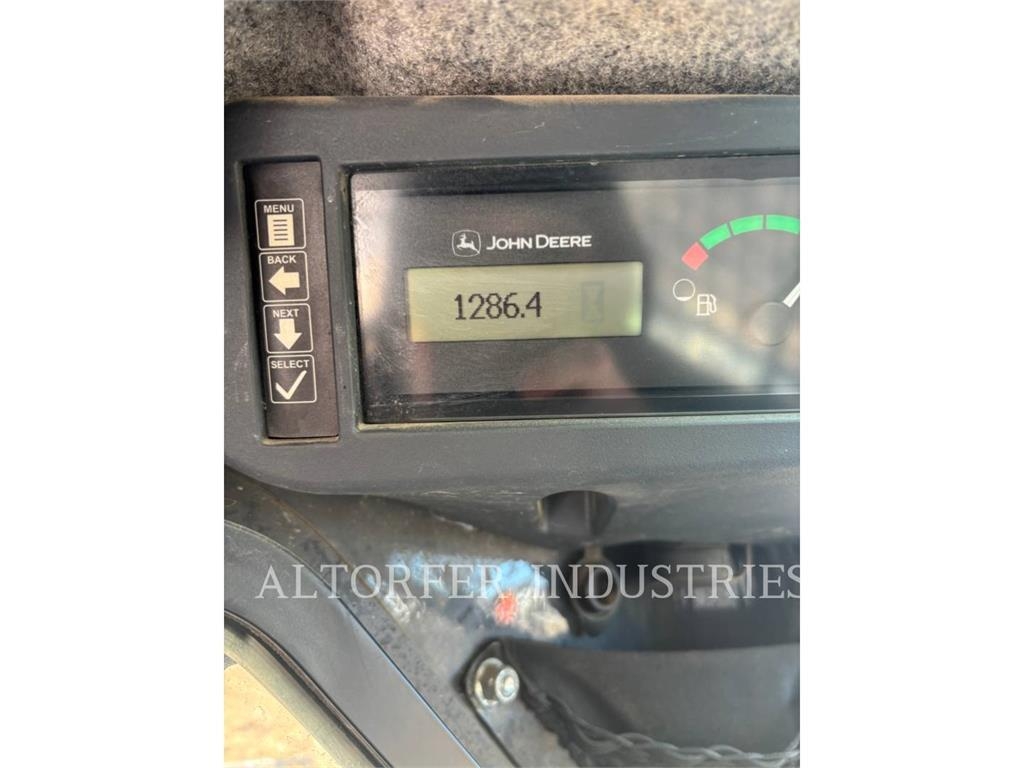 MENU
BACK
NEXT
SELECT
JOHN DEERE
1286.4
ALTORFER INDUSTRIES